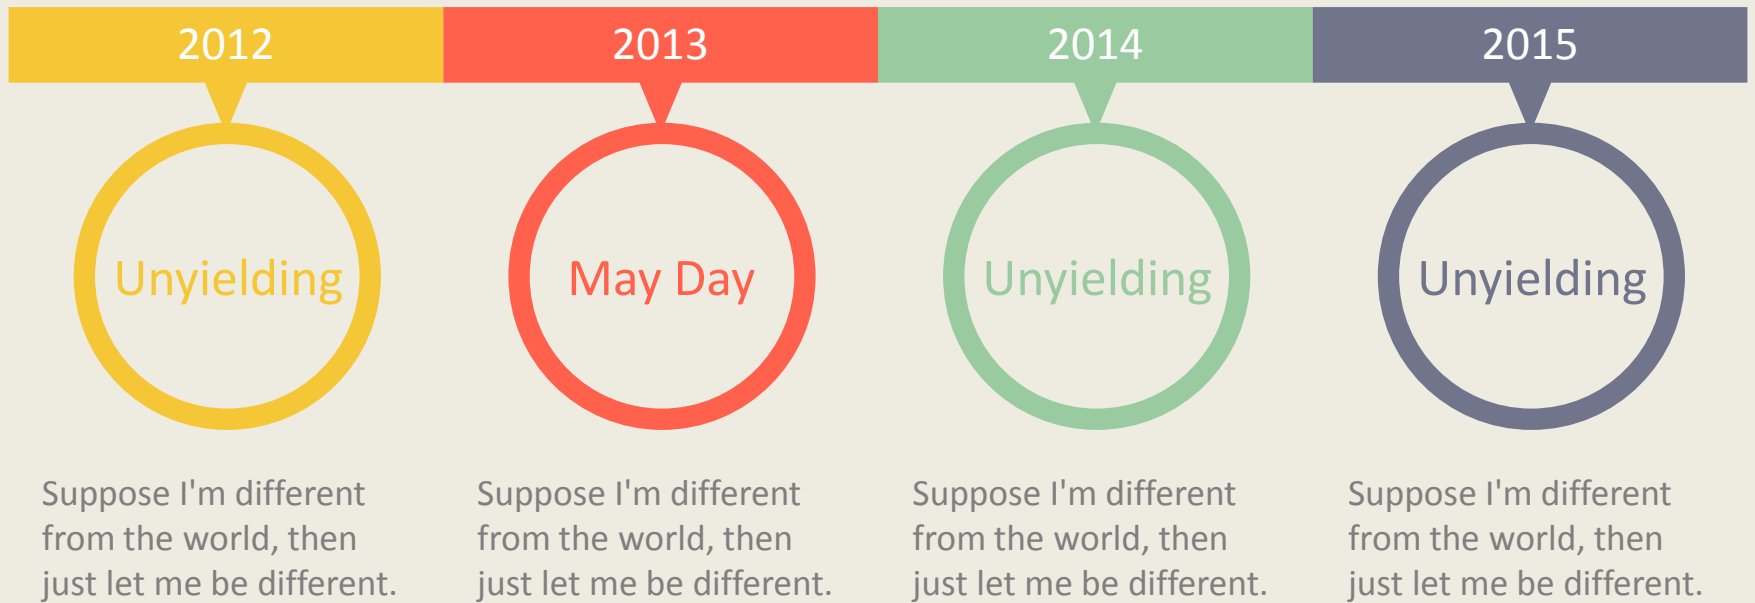 2012
2013
2014
2015
Unyielding
May Day
Unyielding
Unyielding
Suppose I'm different
from the world, then
just let me be different.
Suppose I'm different
from the world, then
just let me be different.
Suppose I'm different
from the world, then
just let me be different.
Suppose I'm different
from the world, then
just let me be different.